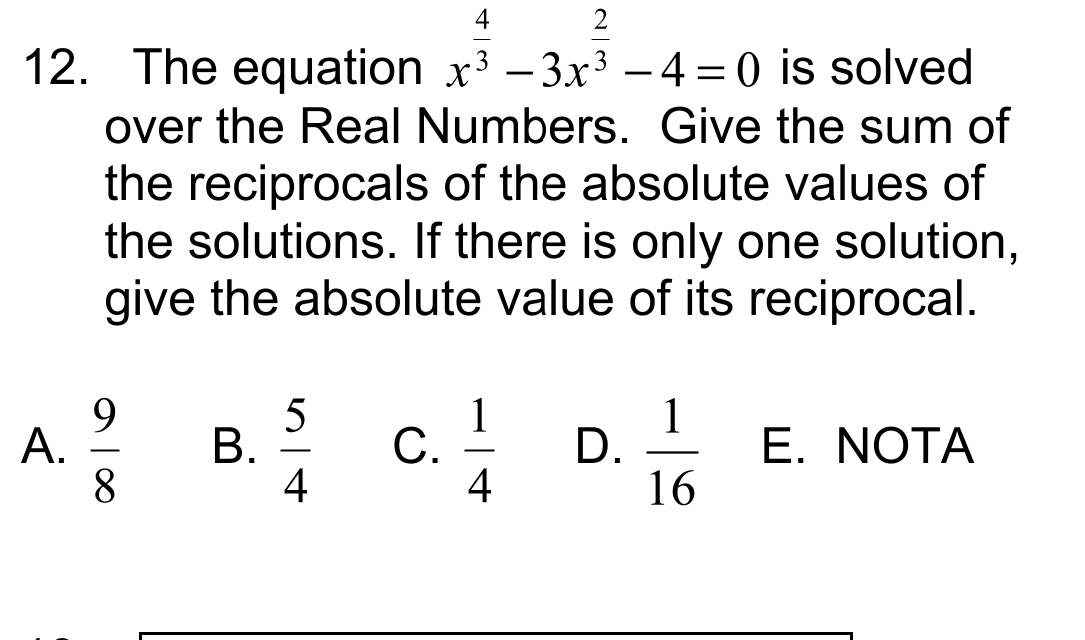 12. The equation x^(4/3) − 3x^(2/3) − 4 = 0 is solved
over the Real Numbers. Give the sum of
the reciprocals of the absolute values of
the solutions. If there is only one solution,
give the absolute value of its reciprocal.
A. 9/8 B. 5/4 C. 1/4 D. 1/16 E. NOTA